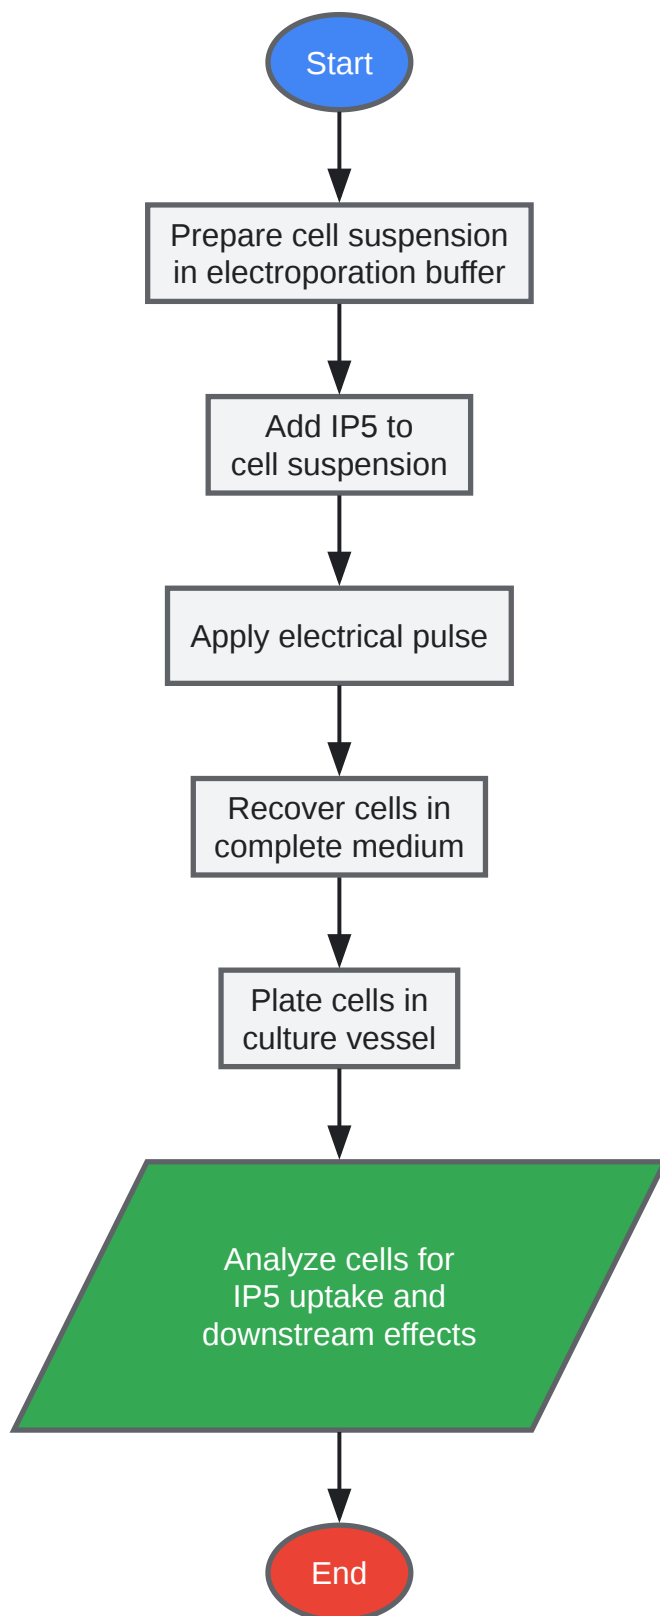 Start
Prepare cell suspension
in electroporation buffer
Add IP5 to
cell suspension
Apply electrical pulse
Recover cells in
complete medium
Plate cells in
culture vessel
Analyze cells for
IP5 uptake and
downstream effects
End